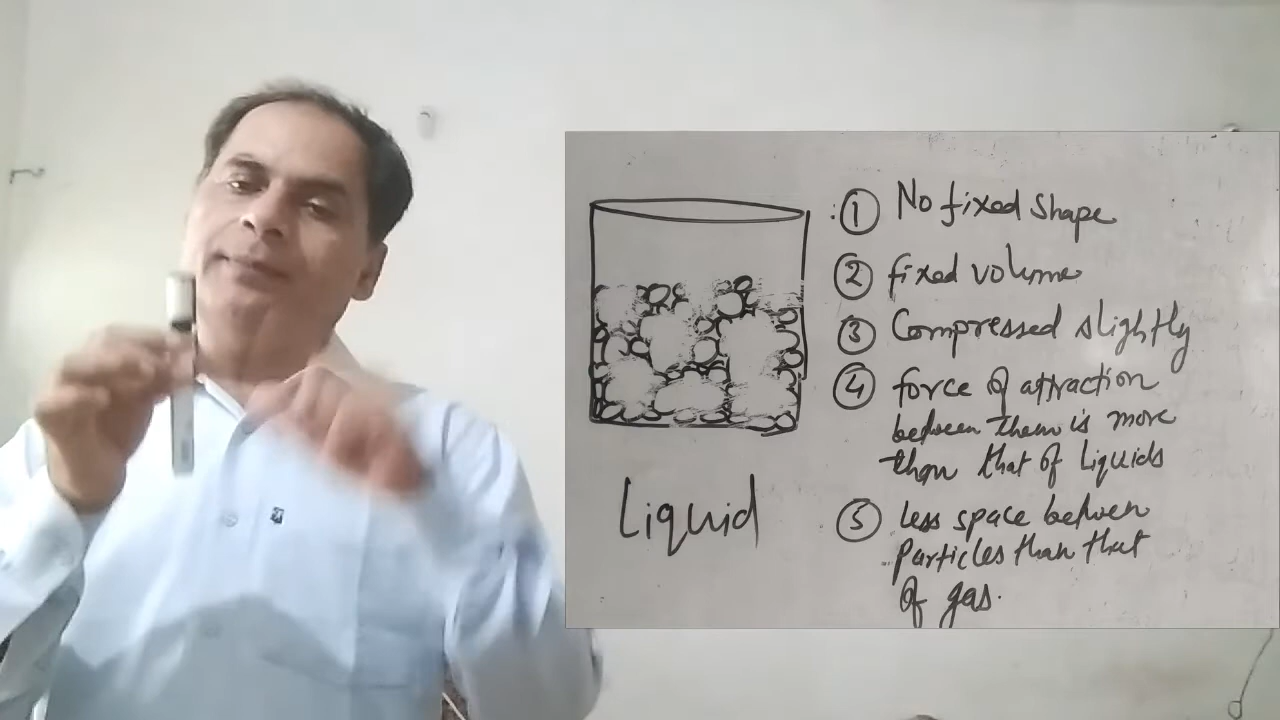 Liquid
① No fixed shape
② fixed volume
③ Compressed slightly
④ force of attraction
between them is more
than that of Liquids
⑤ less space between
Particles than that
of gas.